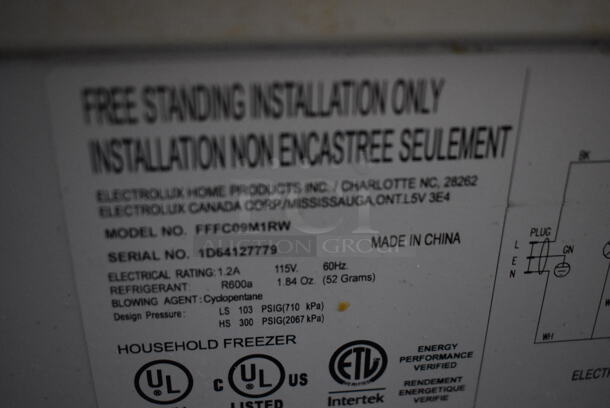 FREE STANDING INSTALLATION ONLY
INSTALLATION NON ENCASTREE SEULEMENT
ELECTROLUX HOME PRODUCTS INC. / CHARLOTTE NC, 28262
ELECTROLUX CANADA CORP./MISSISSAUGA,ONT.L5V 3E4
MODEL NO. FFFC09M1RW
SERIAL NO. 1D64127779 MADE IN CHINA
AUCTION GROUP
ELECTRICAL RATING: 1.2A 115V. 60Hz.
REFRIGERANT: R600a 1.84 Oz. (52 Grams)
BLOWING AGENT: Cyclopentane
Design Pressure: LS 103 PSIG(710 kPa)
HS 300 PSIG(2067 kPa)
HOUSEHOLD FREEZER
UL
C UL US
LISTED
ETL
Intertek
ENERGY
PERFORMANCE
VERIFIED
RENDEMENT
ENERGETIQUE
VERIFIE
BK
PLUG
L
E
N
GN
WH
ELECT